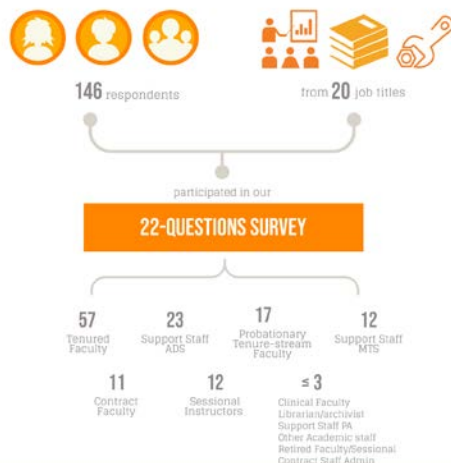 146 respondents
from 20 job titles
participated in our
22-QUESTIONS SURVEY
57
Tenured
Faculty
23
Support Staff
ADS
17
Probationary
Tenure-stream
Faculty
12
Support Staff
MTS
11
Contract
Faculty
12
Sessional
Instructors
≤ 3
Clinical Faculty
Librarian/archivist
Support Staff PA
Other Academic staff
Retired Faculty/Sessional
Contract Staff Admin